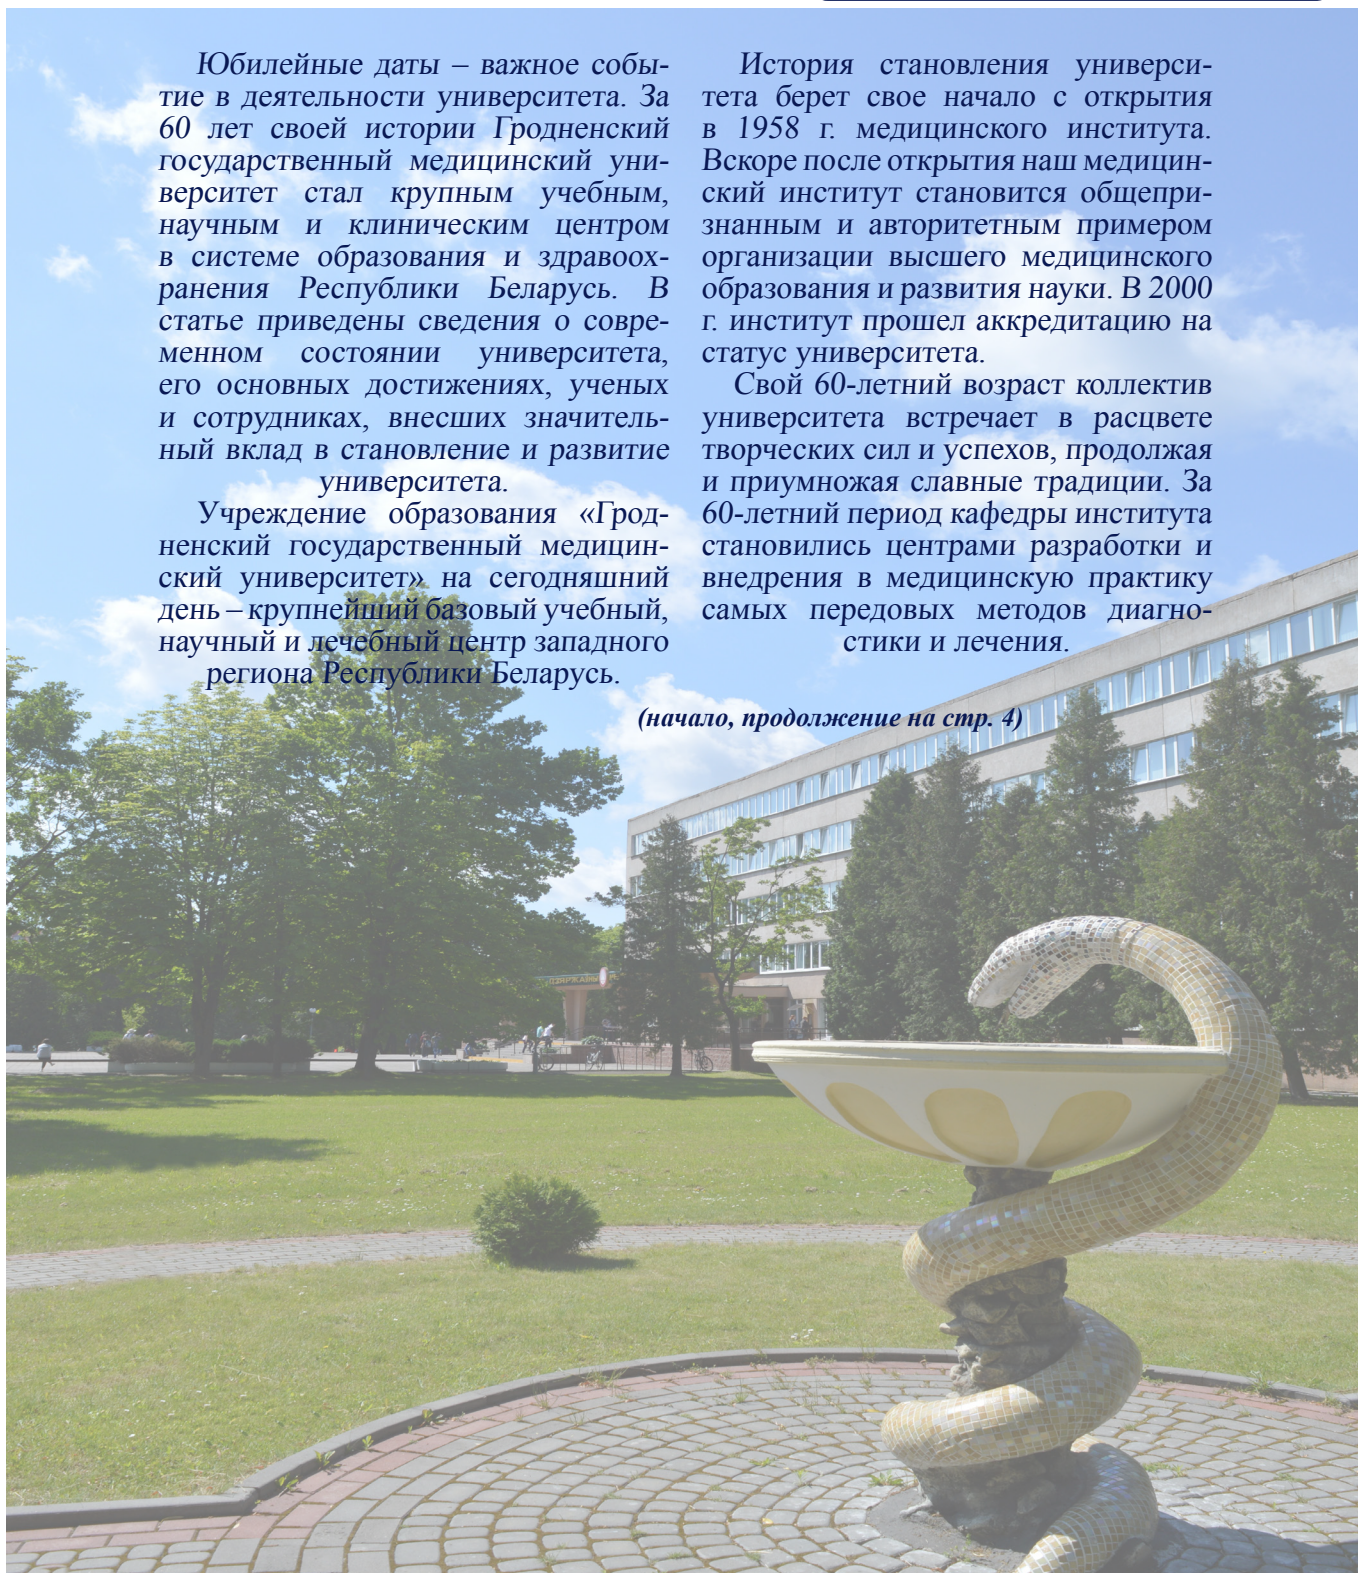 Юбилейные даты – важное собы-
тие в деятельности университета. За
60 лет своей истории Гродненский
государственный медицинский уни-
верситет стал крупным учебным,
научным и клиническим центром
в системе образования и здравоох-
ранения Республики Беларусь. В
статье приведены сведения о совре-
менном состоянии университета,
его основных достижениях, ученых
и сотрудниках, внесших значитель-
ный вклад в становление и развитие
университета.
Учреждение образования «Грод-
ненский государственный медицин-
ский университет» на сегодняшний
день – крупнейший базовый учебный,
научный и лечебный центр западного
региона Республики Беларусь.
История становления универси-
тета берет свое начало с открытия
в 1958 г. медицинского института.
Вскоре после открытия наш медицин-
ский институт становится общепри-
знанным и авторитетным примером
организации высшего медицинского
образования и развития науки. В 2000
г. институт прошел аккредитацию на
статус университета.
Свой 60-летний возраст коллектив
университета встречает в расцвете
творческих сил и успехов, продолжая
и приумножая славные традиции. За
60-летний период кафедры института
становились центрами разработки и
внедрения в медицинскую практику
самых передовых методов диагно-
стики и лечения.
(начало, продолжение на стр. 4)